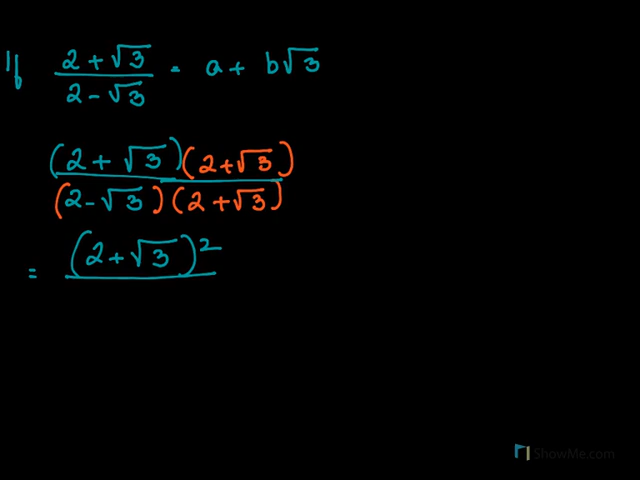 If (2 + √3)/(2 - √3) = a + b√3
(2 + √3)(2 + √3)
(2 - √3)(2 + √3)
= (2 + √3)²
ShowMe.com